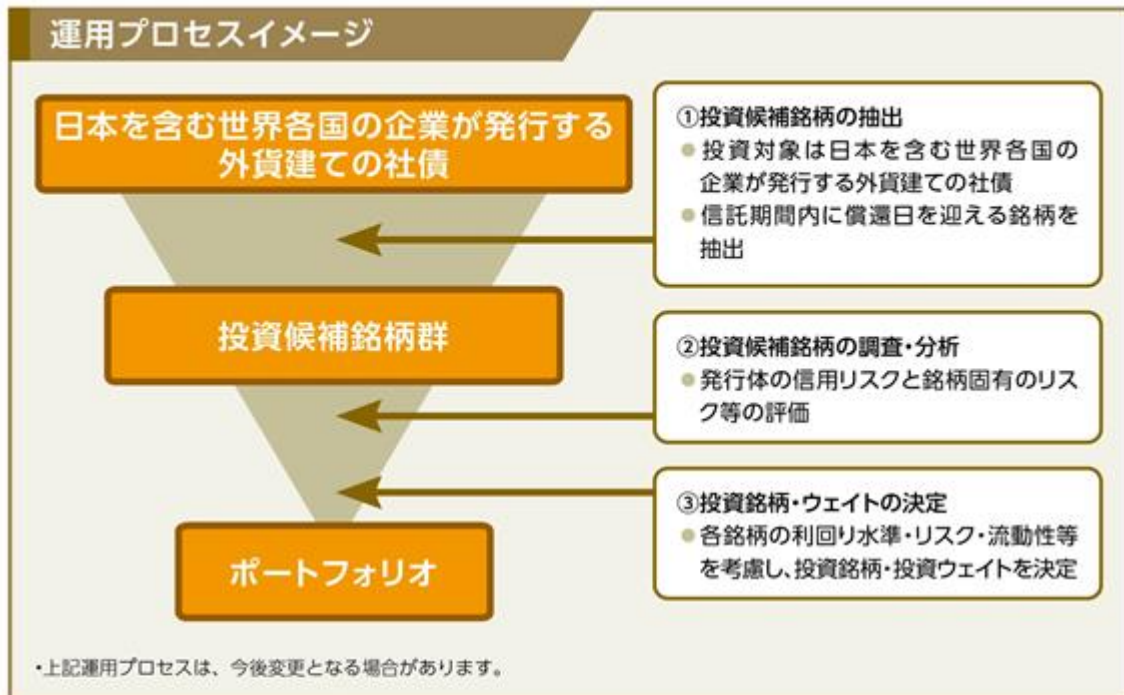 運用プロセスイメージ
日本を含む世界各国の企業が発行する
外貨建ての社債
①投資候補銘柄の抽出
● 投資対象は日本を含む世界各国の
企業が発行する外貨建ての社債
● 信託期間内に償還日を迎える銘柄を
抽出
投資候補銘柄群
②投資候補銘柄の調査・分析
● 発行体の信用リスクと銘柄固有のリス
ク等の評価
③投資銘柄・ウェイトの決定
● 各銘柄の利回り水準・リスク・流動性等
を考慮し、投資銘柄・投資ウェイトを決定
ポートフォリオ
・上記運用プロセスは、今後変更となる場合があります。